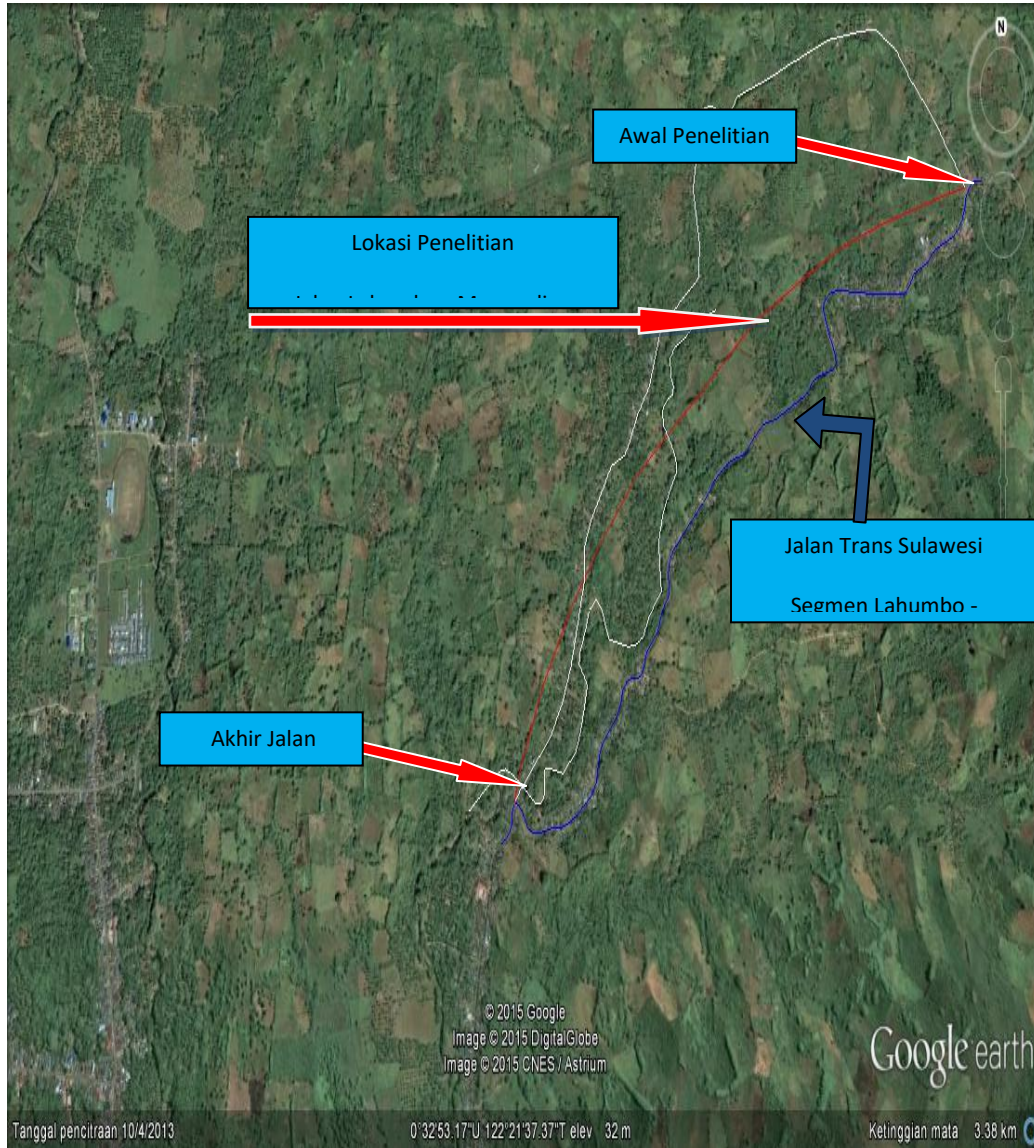 N
Awal Penelitian
Lokasi Penelitian
Jalan Trans Sulawesi
Segmen Lahumbo -
Akhir Jalan
© 2015 Google
Image © 2015 DigitalGlobe
Image © 2015 CNES / Astrium
Google earth
Tanggal pencitraan 10/4/2013 0°32'53.17"U 122°21'37.37"T elev 32 m Ketinggian mata 3.38 km